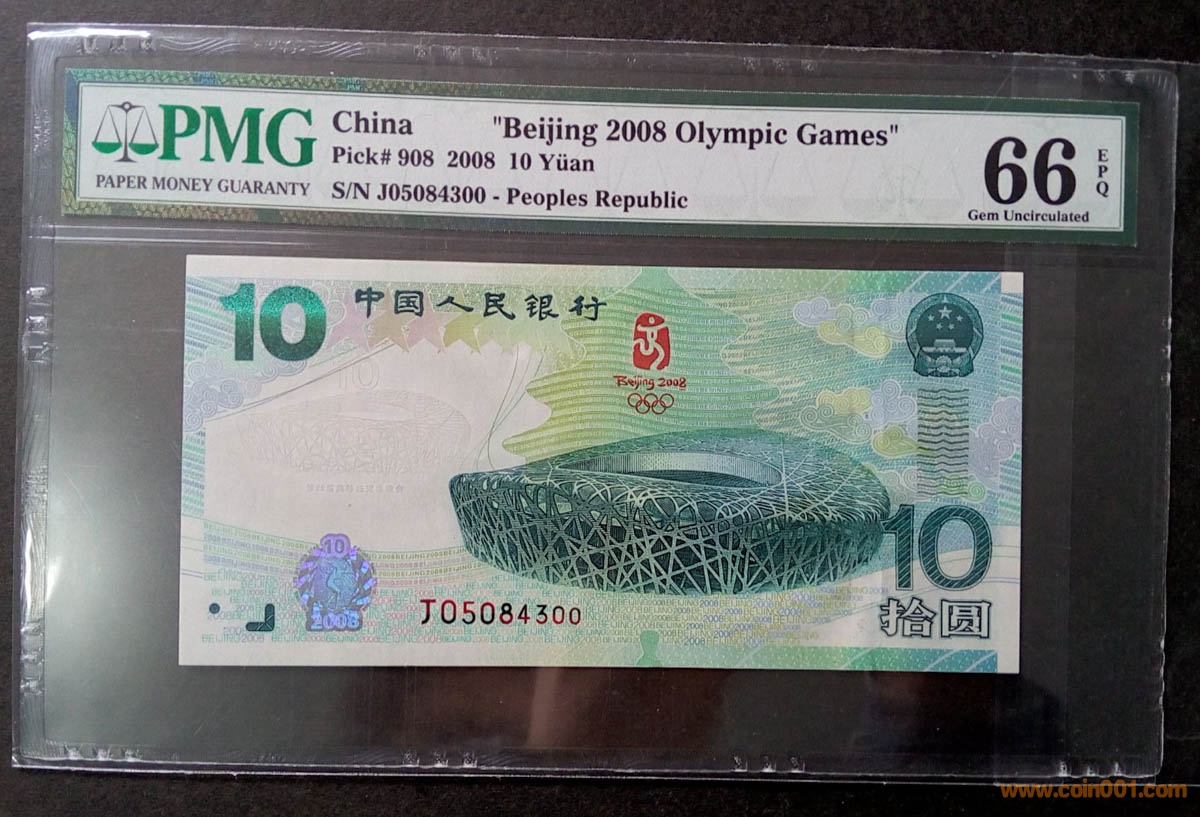 PMG
PAPER MONEY GUARANTY
China "Beijing 2008 Olympic Games"
Pick# 908 2008 10 Yüan
S/N J05084300 - Peoples Republic
66
EPQ
Gem Uncirculated
10 中国人民银行
10
Beijing 2008
10
2008
J05084300
10
拾圆
www.coin001.com